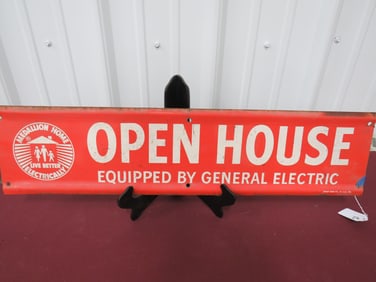 MEDALLION HOME
LIVE BETTER
ELECTRICALLY
OPEN HOUSE
EQUIPPED BY GENERAL ELECTRIC